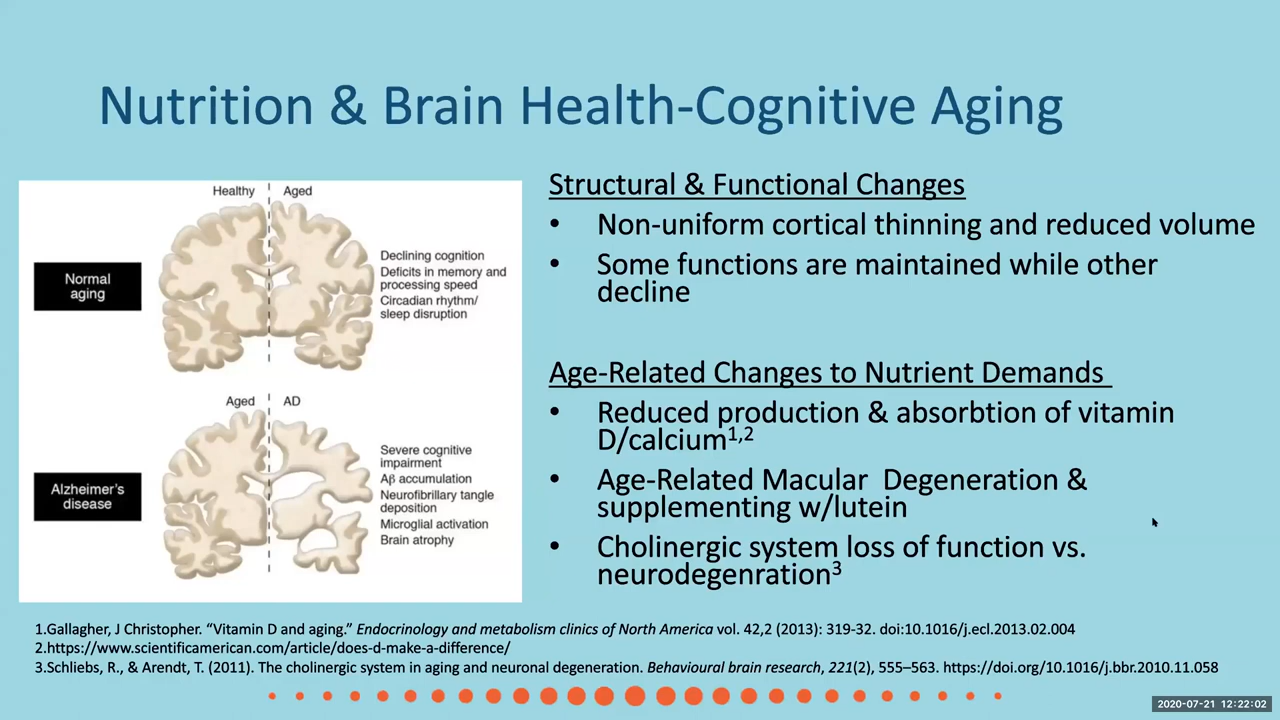 Nutrition & Brain Health-Cognitive Aging
Healthy
Aged
Normal
aging
Declining cognition
Deficits in memory and
processing speed
Circadian rhythm/
sleep disruption
Aged
AD
Alzheimer's
disease
Severe cognitive
impairment
Aβ accumulation
Neurofibrillary tangle
deposition
Microglial activation
Brain atrophy
Structural & Functional Changes
• Non-uniform cortical thinning and reduced volume
• Some functions are maintained while other
decline
Age-Related Changes to Nutrient Demands
• Reduced production & absorbtion of vitamin
D/calcium1,2
• Age-Related Macular Degeneration &
supplementing w/lutein
• Cholinergic system loss of function vs.
neurodegenration3
1.Gallagher, J Christopher. “Vitamin D and aging.” Endocrinology and metabolism clinics of North America vol. 42,2 (2013): 319-32. doi:10.1016/j.ecl.2013.02.004
2.https://www.scientificamerican.com/article/does-d-make-a-difference/
3.Schliebs, R., & Arendt, T. (2011). The cholinergic system in aging and neuronal degeneration. Behavioural brain research, 221(2), 555–563. https://doi.org/10.1016/j.bbr.2010.11.058
2020-07-21 12:22:02